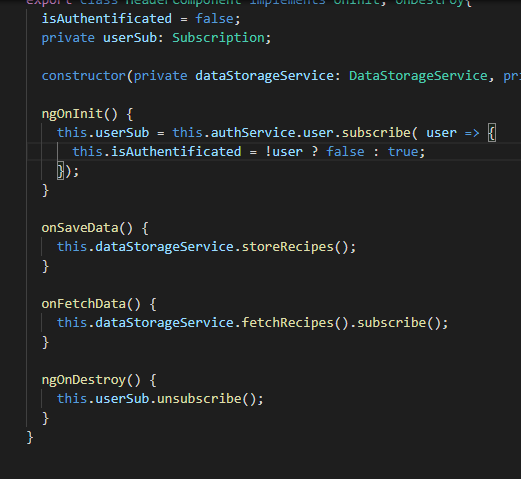 export class HeaderComponent implements OnInit, OnDestroy{
isAuthentificated = false;
private userSub: Subscription;
constructor(private dataStorageService: DataStorageService, pri
ngOnInit() {
this.userSub = this.authService.user.subscribe( user => {
this.isAuthentificated = !user ? false : true;
});
}
onSaveData() {
this.dataStorageService.storeRecipes();
}
onFetchData() {
this.dataStorageService.fetchRecipes().subscribe();
}
ngOnDestroy() {
this.userSub.unsubscribe();
}
}